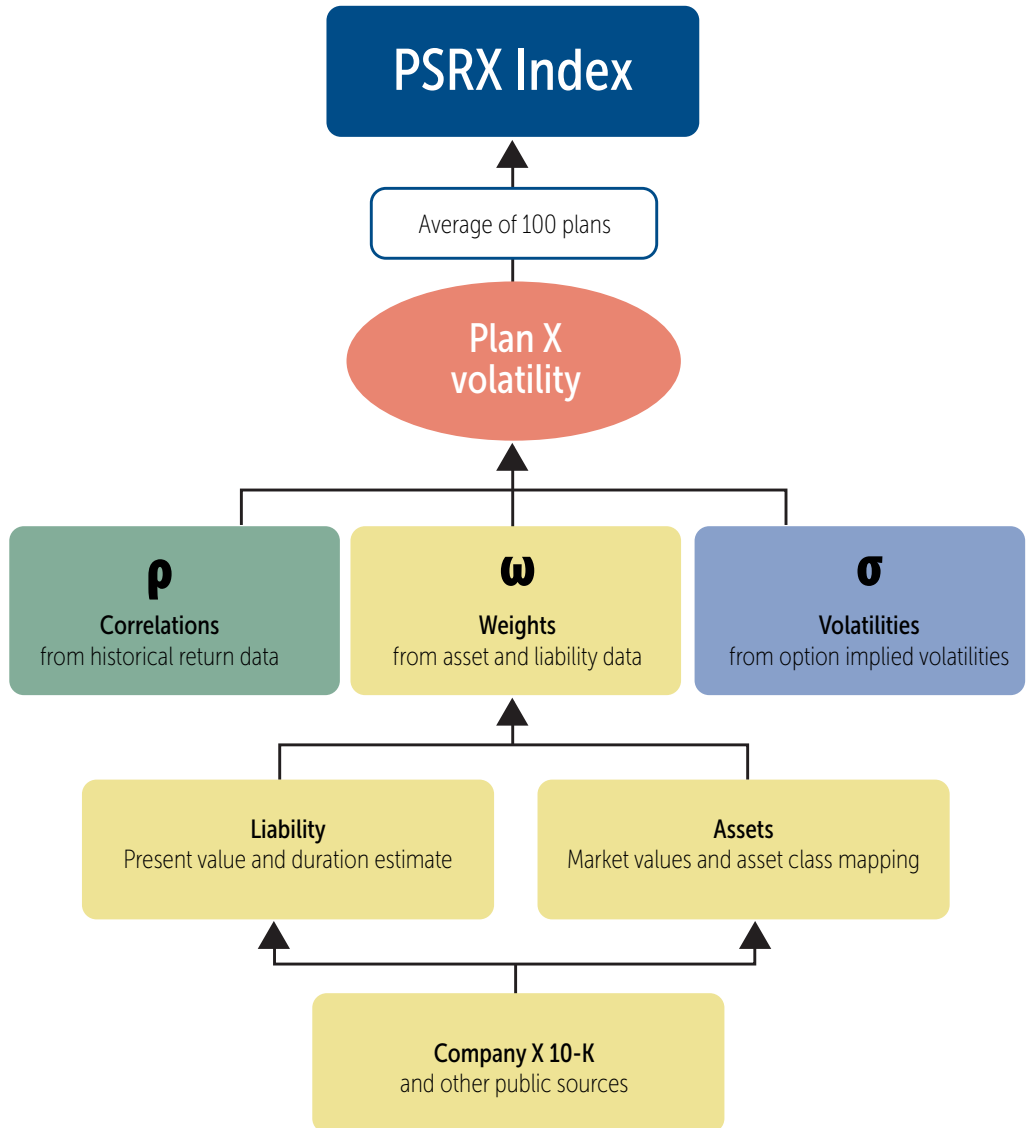 PSRX Index
Average of 100 plans
Plan X
volatility
ρ
Correlations
from historical return data
ω
Weights
from asset and liability data
σ
Volatilities
from option implied volatilities
Liability
Present value and duration estimate
Assets
Market values and asset class mapping
Company X 10-K
and other public sources